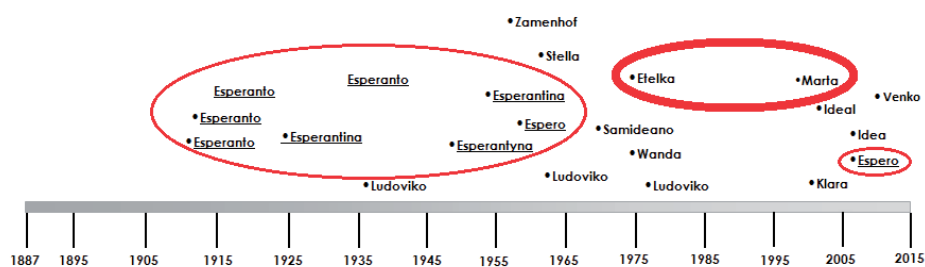 •Zamenhof
•Stella
Esperanto
Esperanto
•Etelka
•Marta
•Esperantina
•Venko
•Ideal
•Esperanto
•Espero
•Samideano
•Idea
•Esperanto
•Esperantina
•Esperantyna
•Wanda
•Espero
•Ludoviko
•Ludoviko
•Ludoviko
•Klara
1887 1895 1905 1915 1925 1935 1945 1955 1965 1975 1985 1995 2005 2015